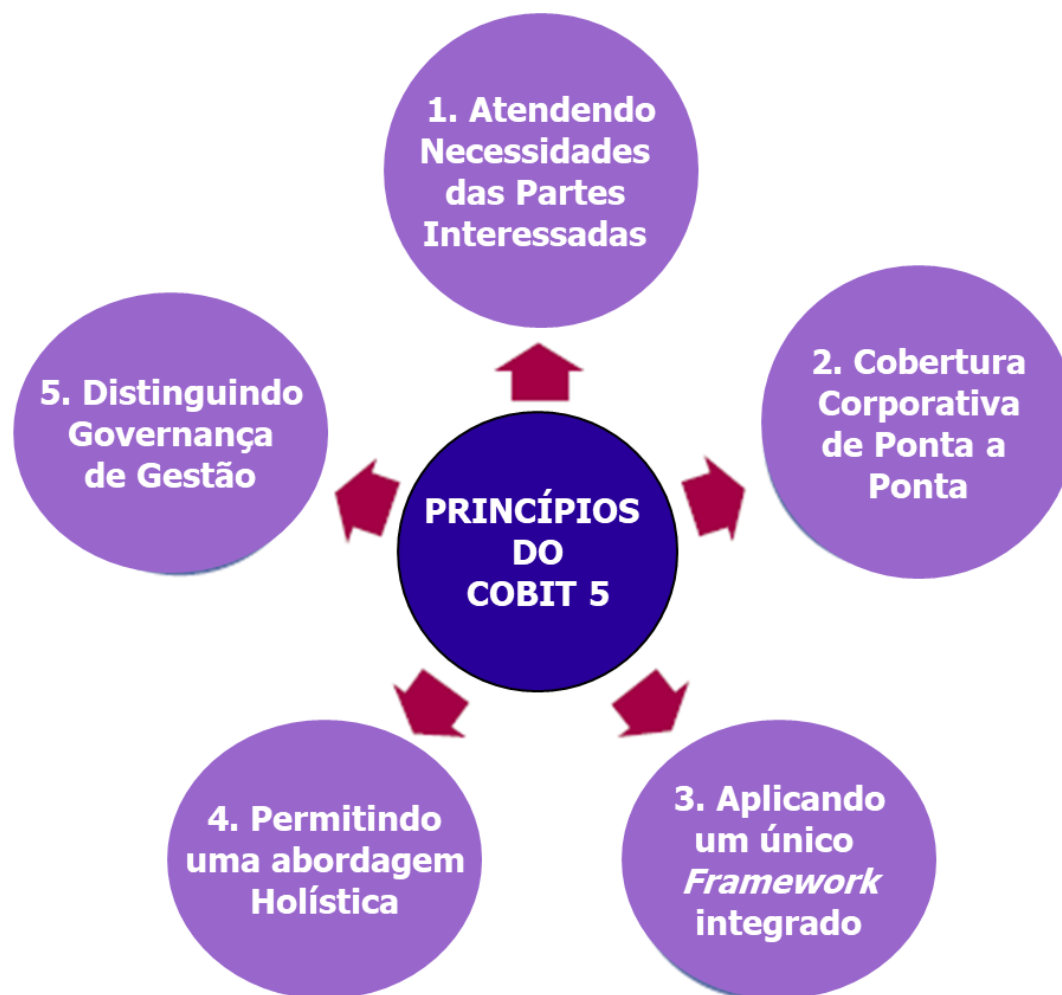 1. Atendendo
Necessidades
das Partes
Interessadas
2. Cobertura
Corporativa
de Ponta a
Ponta
3. Aplicando
um único
Framework
integrado
4. Permitindo
uma abordagem
Holística
5. Distinguindo
Governança
de Gestão
PRINCÍPIOS
DO
COBIT 5